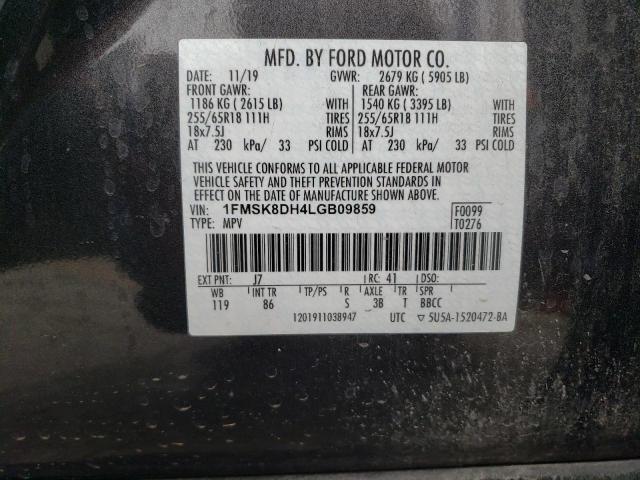 MFD. BY FORD MOTOR CO.
DATE: 11/19 GVWR: 2679 KG ( 5905 LB)
FRONT GAWR: REAR GAWR:
1186 KG ( 2615 LB) WITH 1540 KG ( 3395 LB) WITH
255/65R18 111H TIRES 255/65R18 111H TIRES
18x7.5J RIMS 18x7.5J RIMS
AT 230 kPa/ 33 PSI COLD AT 230 kPa/ 33 PSI COLD
THIS VEHICLE CONFORMS TO ALL APPLICABLE FEDERAL MOTOR
VEHICLE SAFETY AND THEFT PREVENTION STANDARDS IN
EFFECT ON THE DATE OF MANUFACTURE SHOWN ABOVE.
VIN: 1FMSK8DH4LGB09859 F0099
TYPE: MPV T0276
EXT PNT: J7 RC: 41 DSO:
WB INT TR TP/PS R AXLE TR SPR
119 86 S 3B T BBCC
1201911038947 UTC ▽ 5U5A-1520472-BA